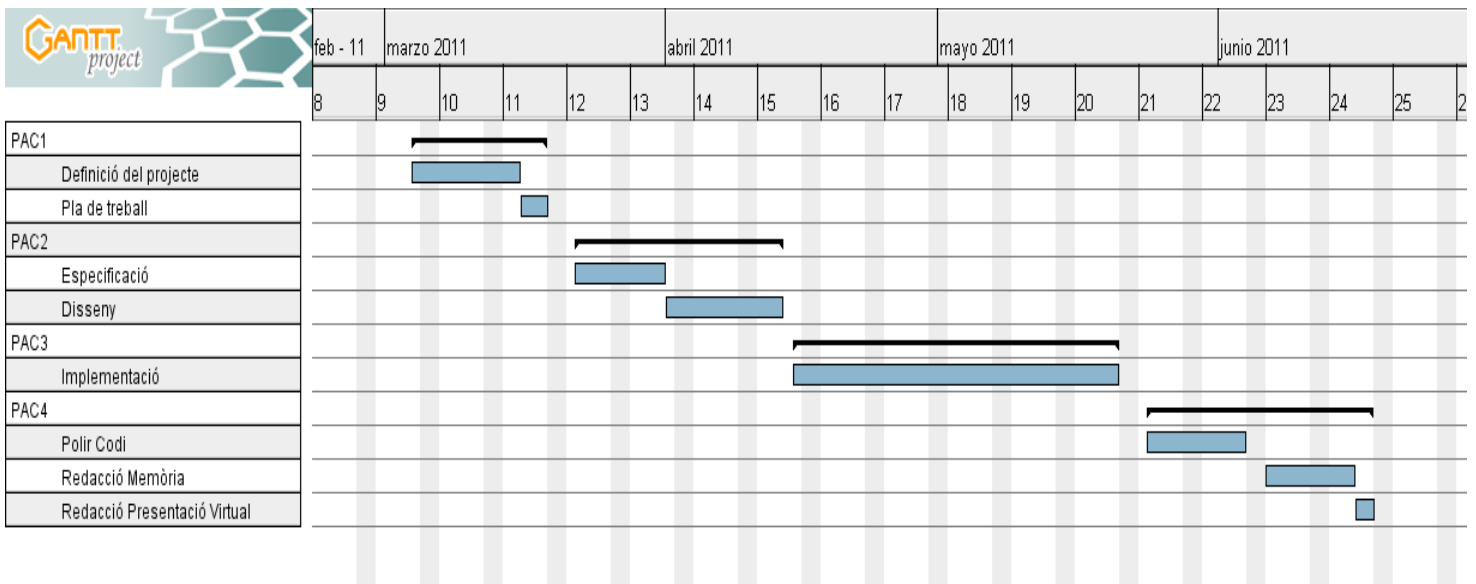 GANTT
project
feb - 11 marzo 2011 abril 2011 mayo 2011 junio 2011
8 9 10 11 12 13 14 15 16 17 18 19 20 21 22 23 24 25 2
PAC1
Definició del projecte
Pla de treball
PAC2
Especificació
Disseny
PAC3
Implementació
PAC4
Polir Codi
Redacció Memòria
Redacció Presentació Virtual